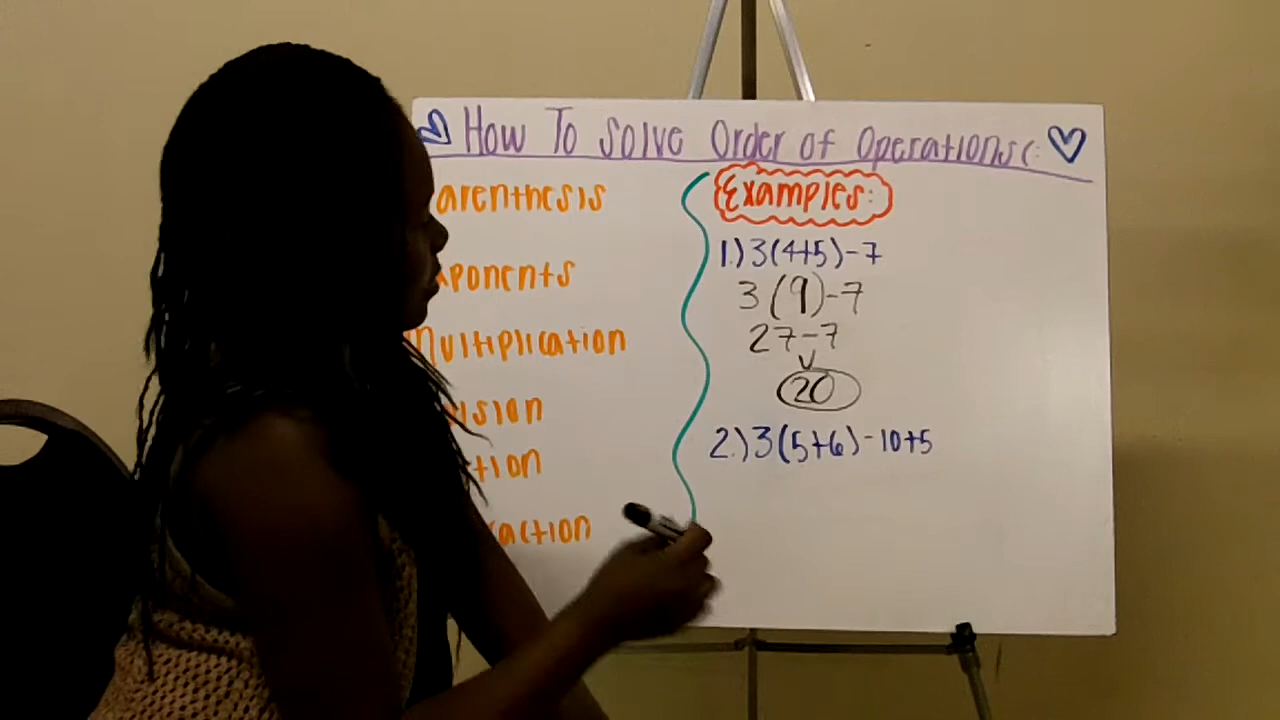 How To Solve Order of Operations(:
arenthesis
ponents
Multiplication
ision
tion
action
Examples:
1.) 3(4+5)-7
3(9)-7
27-7
20
2.) 3(5+6)-10+5